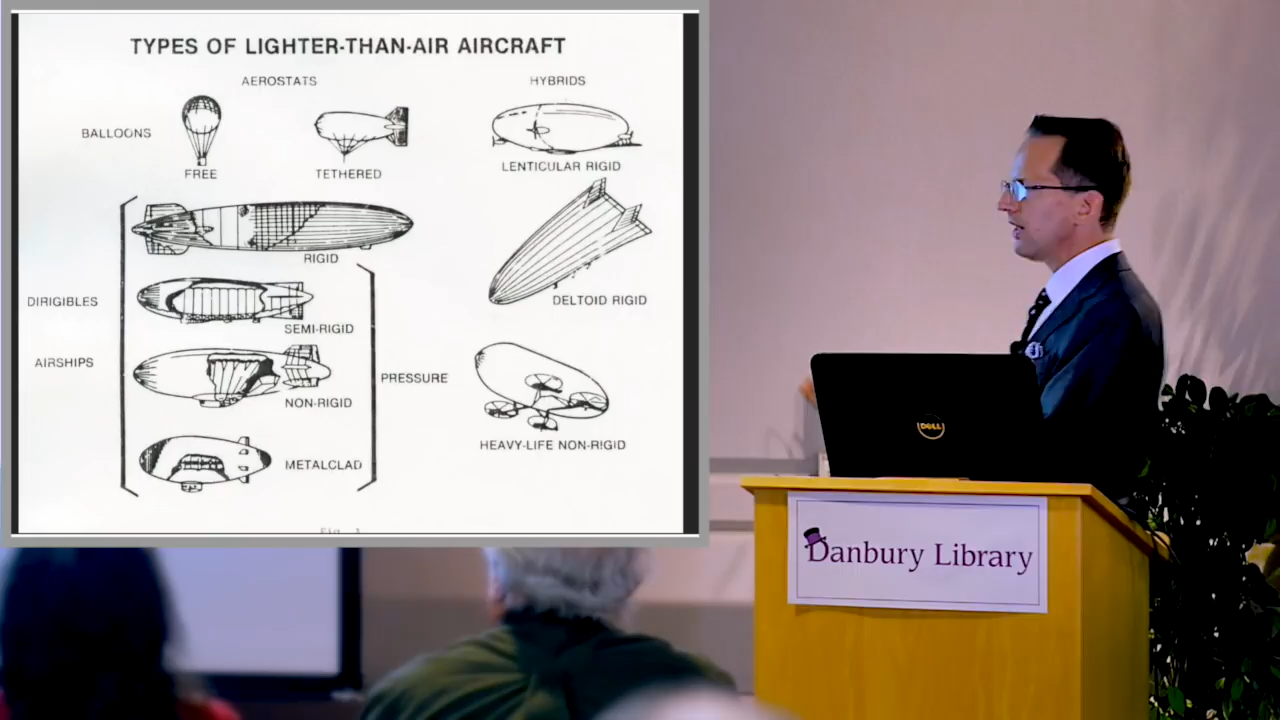 TYPES OF LIGHTER-THAN-AIR AIRCRAFT
AEROSTATS
HYBRIDS
BALLOONS
FREE
TETHERED
LENTICULAR RIGID
RIGID
DELTOID RIGID
DIRIGIBLES
SEMI-RIGID
AIRSHIPS
PRESSURE
NON-RIGID
HEAVY-LIFE NON-RIGID
METALCLAD
DELL
Danbury Library